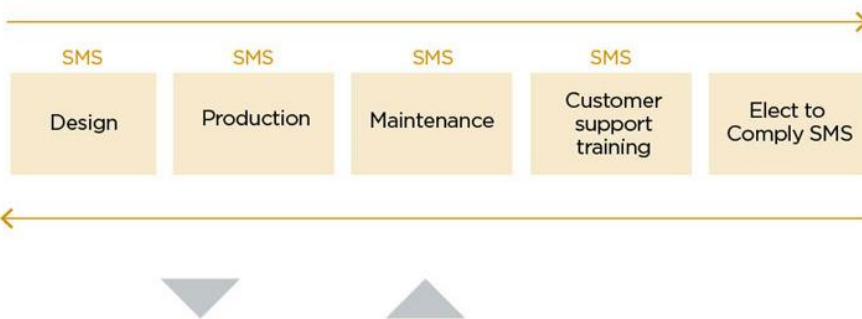 SMS
SMS
SMS
SMS
Design
Production
Maintenance
Customer
support
training
Elect to
Comply SMS